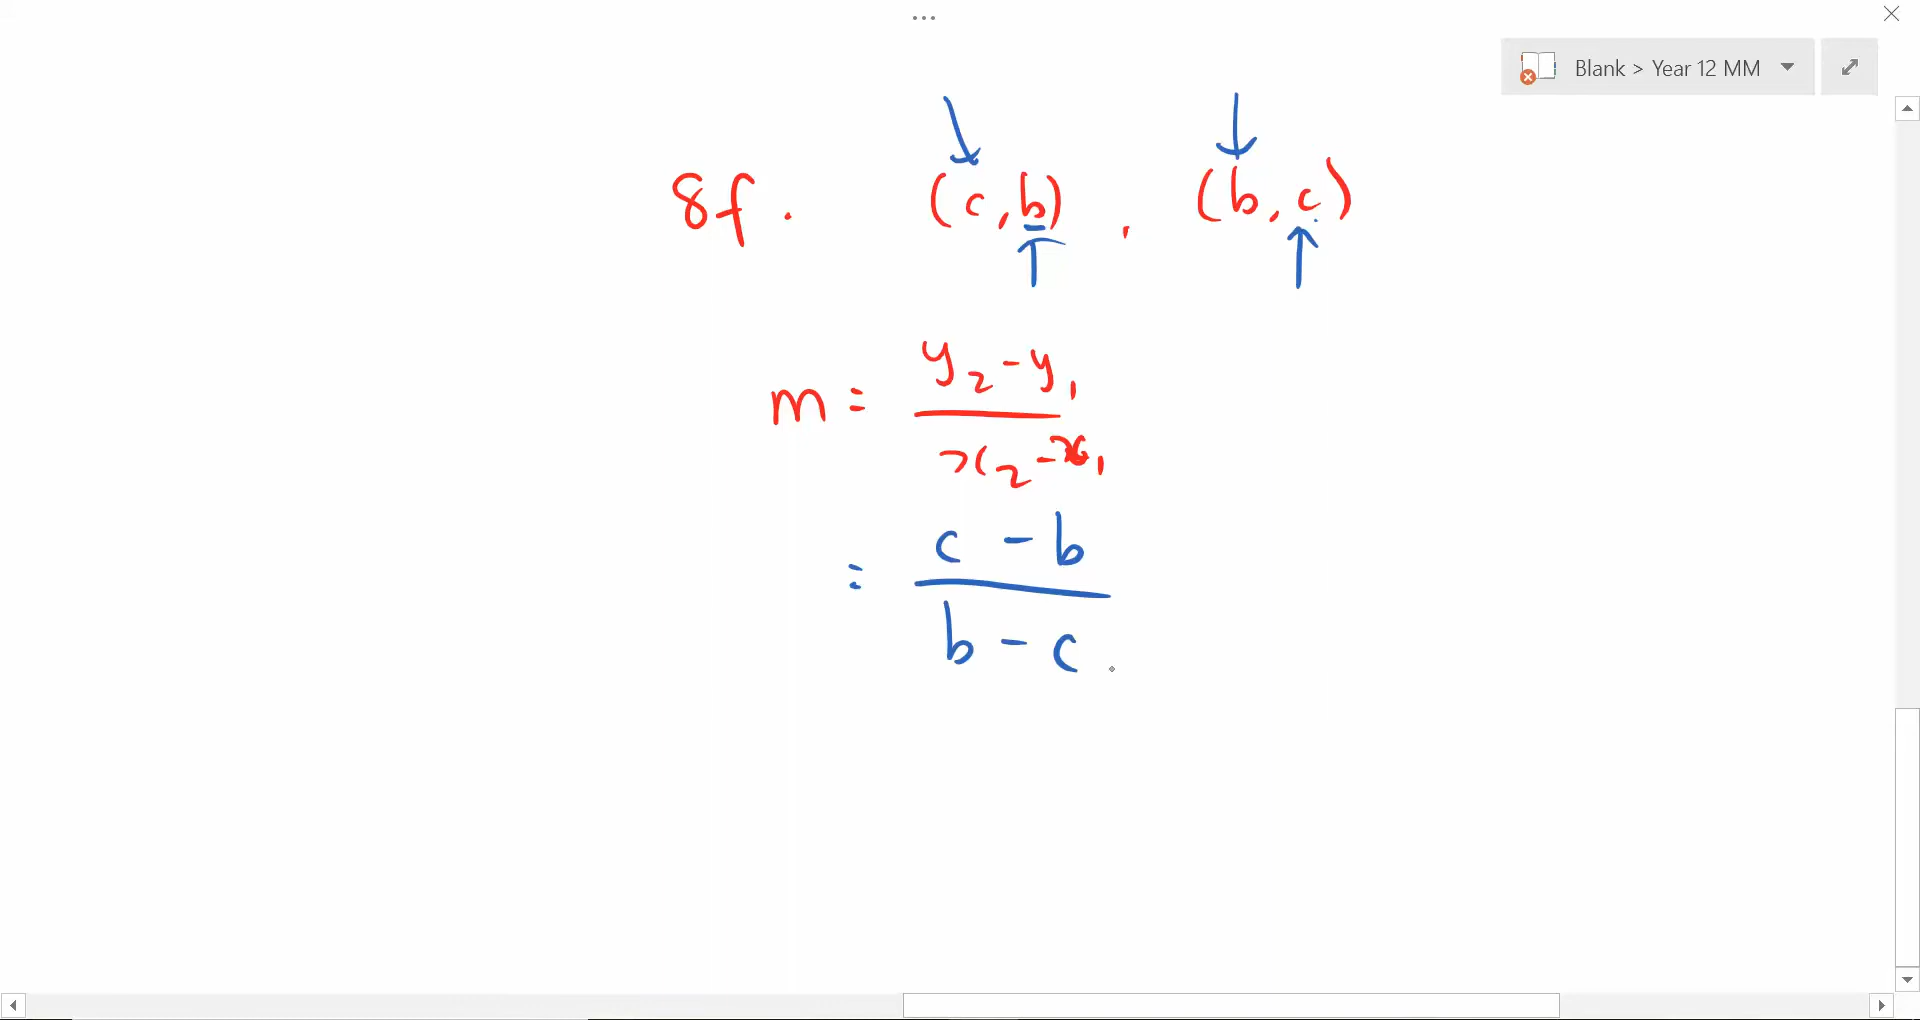 ...
Blank > Year 12 MM
8f. (c, b), (b, c)
m = y₂ - y₁
x₂ - x₁
= c - b
b - c